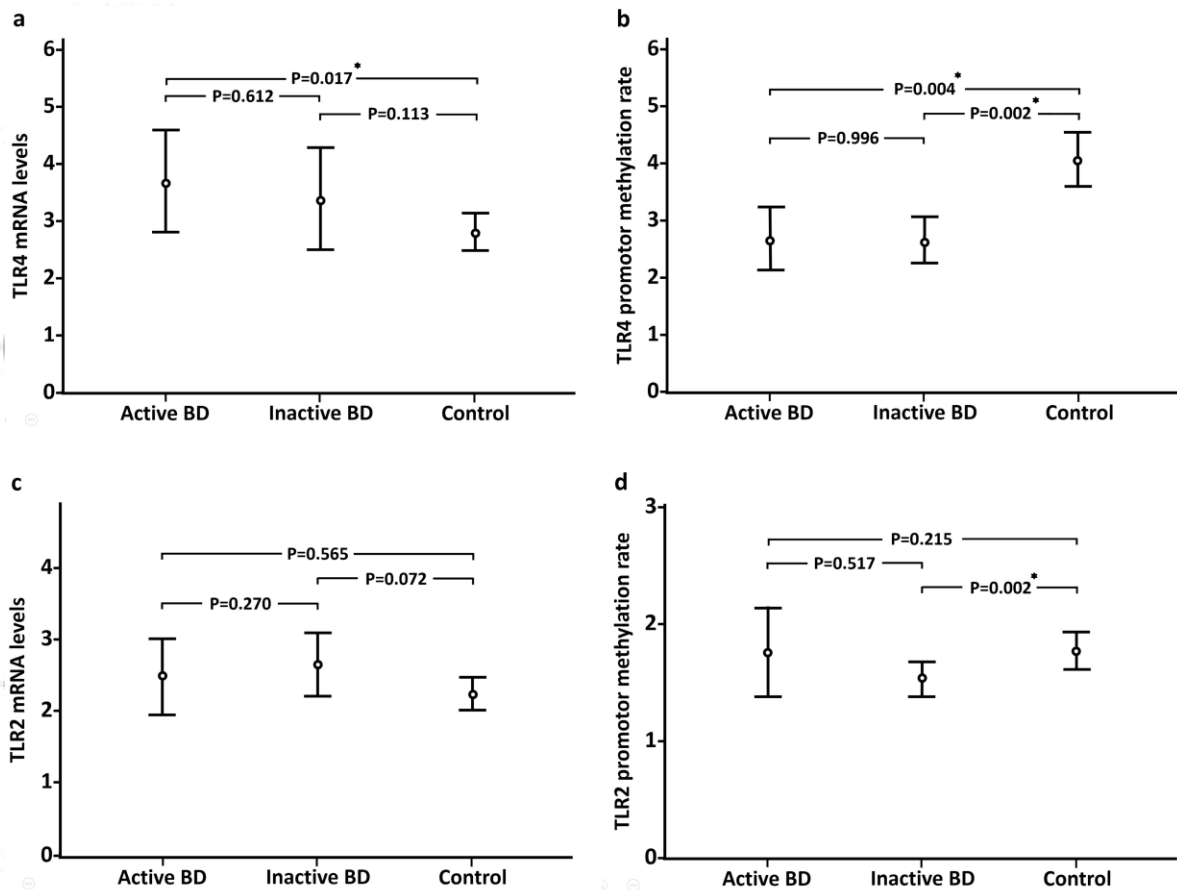 a
TLR4 mRNA levels
6
5
4
3
2
1
0
P=0.017*
P=0.612
P=0.113
Active BD
Inactive BD
Control
b
TLR4 promotor methylation rate
6
5
4
3
2
1
0
P=0.004*
P=0.002*
P=0.996
Active BD
Inactive BD
Control
c
TLR2 mRNA levels
4
3
2
1
0
P=0.565
P=0.072
P=0.270
Active BD
Inactive BD
Control
d
TLR2 promotor methylation rate
3
2
1
0
P=0.215
P=0.517
P=0.002*
Active BD
Inactive BD
Control